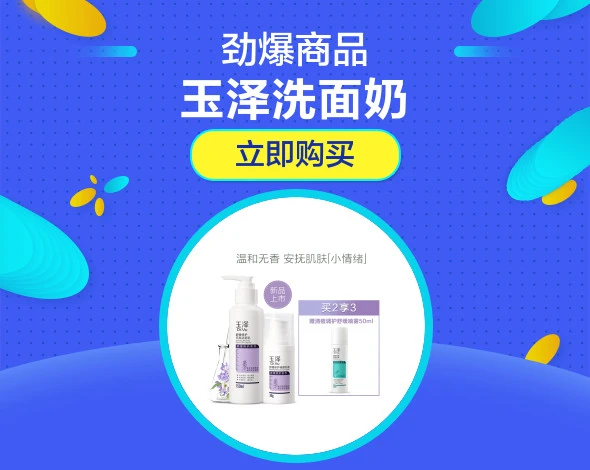 劲爆商品
玉泽洗面奶
立即购买
温和无香 安抚肌肤[小情绪]
新品
上市
买2享3
玉泽
玉泽